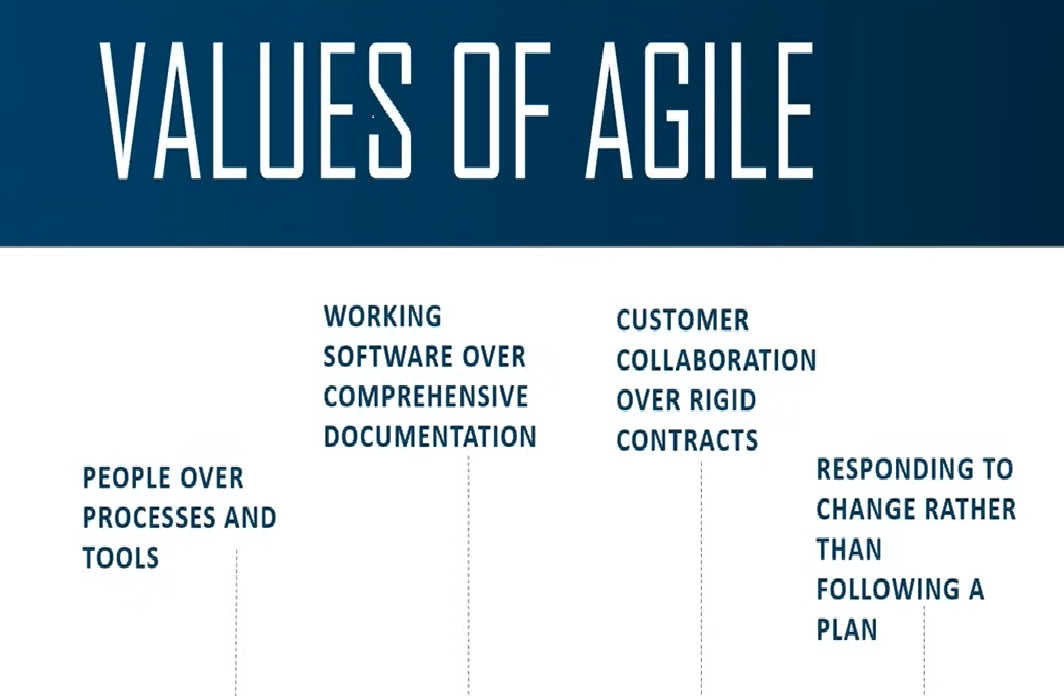 VALUES OF AGILE
PEOPLE OVER
PROCESSES AND
TOOLS
WORKING
SOFTWARE OVER
COMPREHENSIVE
DOCUMENTATION
CUSTOMER
COLLABORATION
OVER RIGID
CONTRACTS
RESPONDING TO
CHANGE RATHER
THAN
FOLLOWING A
PLAN